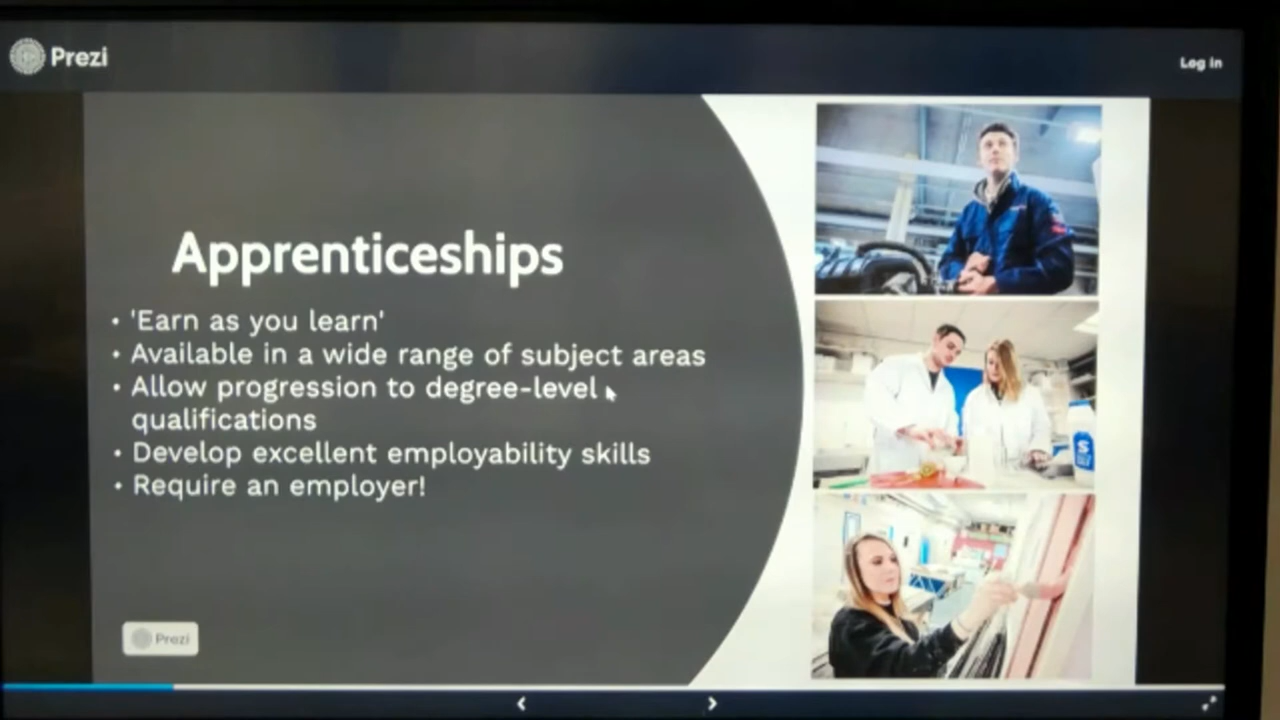 Prezi
Log in
Apprenticeships
• 'Earn as you learn'
• Available in a wide range of subject areas
• Allow progression to degree-level
qualifications
• Develop excellent employability skills
• Require an employer!
Prezi